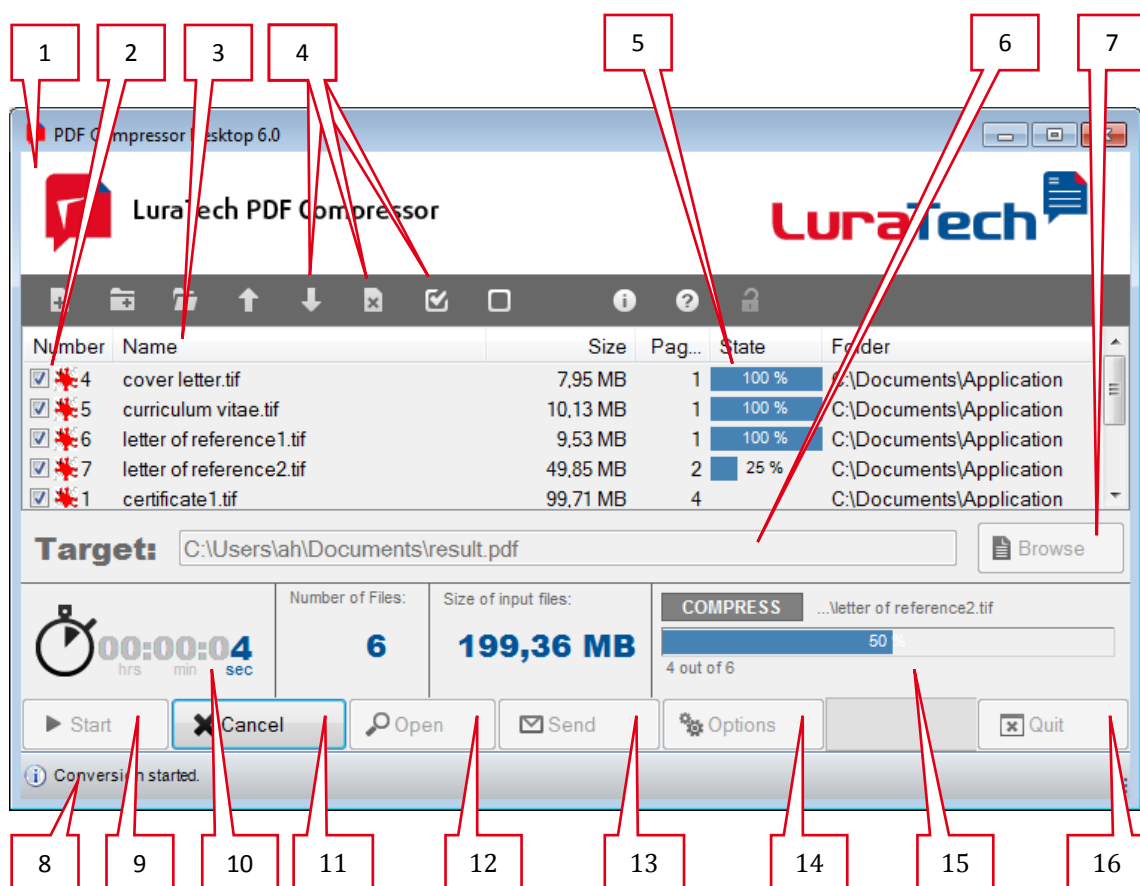 1 2 3 4 5 6 7
PDF Compressor Desktop 6.0
LuraTech PDF Compressor
LuraTech
Number Name Size Pag... State Folder
4 cover letter.tif 7,95 MB 1 100 % C:\Documents\Application
5 curriculum vitae.tif 10,13 MB 1 100 % C:\Documents\Application
6 letter of reference1.tif 9,53 MB 1 100 % C:\Documents\Application
7 letter of reference2.tif 49,85 MB 2 25 % C:\Documents\Application
1 certificate1.tif 99,71 MB 4 C:\Documents\Application
Target: C:\Users\ah\Documents\result.pdf Browse
Number of Files: Size of input files: COMPRESS ...\letter of reference2.tif
00:00:04 6 199,36 MB 50 %
hrs min sec 4 out of 6
Start Cancel Open Send Options Quit
Conversion started.
8 9 10 11 12 13 14 15 16